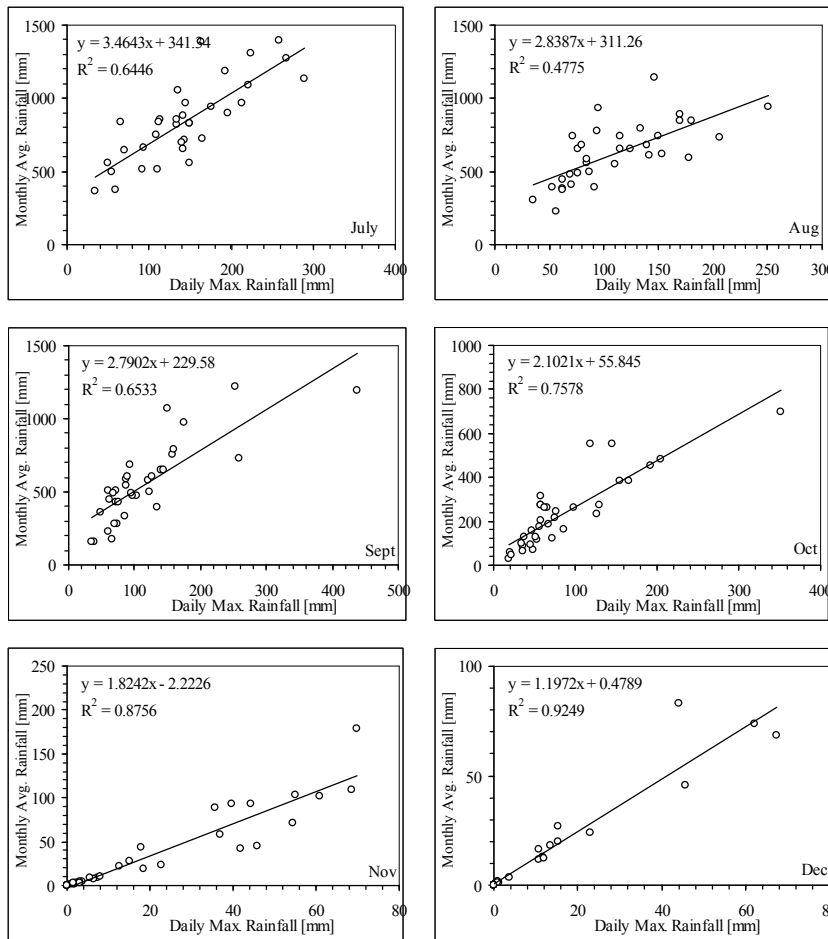 1500
1000
500
0
Monthly Avg. Rainfall [mm]
y = 3.4643x + 341.54
R2 = 0.6446
July
0 100 200 300 400
Daily Max. Rainfall [mm]
1500
1000
500
0
Monthly Avg. Rainfall [mm]
y = 2.8387x + 311.26
R2 = 0.4775
Aug
0 50 100 150 200 250 300
Daily Max. Rainfall [mm]
1500
1000
500
0
Monthly Avg. Rainfall [mm]
y = 2.7902x + 229.58
R2 = 0.6533
Sept
0 100 200 300 400 500
Daily Max. Rainfall [mm]
1000
800
600
400
200
0
Monthly Avg. Rainfall [mm]
y = 2.1021x + 55.845
R2 = 0.7578
Oct
0 100 200 300 400
Daily Max. Rainfall [mm]
250
200
150
100
50
0
Monthly Avg. Rainfall [mm]
y = 1.8242x - 2.2226
R2 = 0.8756
Nov
0 20 40 60 80
Daily Max. Rainfall [mm]
100
50
0
Monthly Avg. Rainfall [mm]
y = 1.1972x + 0.4789
R2 = 0.9249
Dec
0 20 40 60 80
Daily Max. Rainfall [mm]